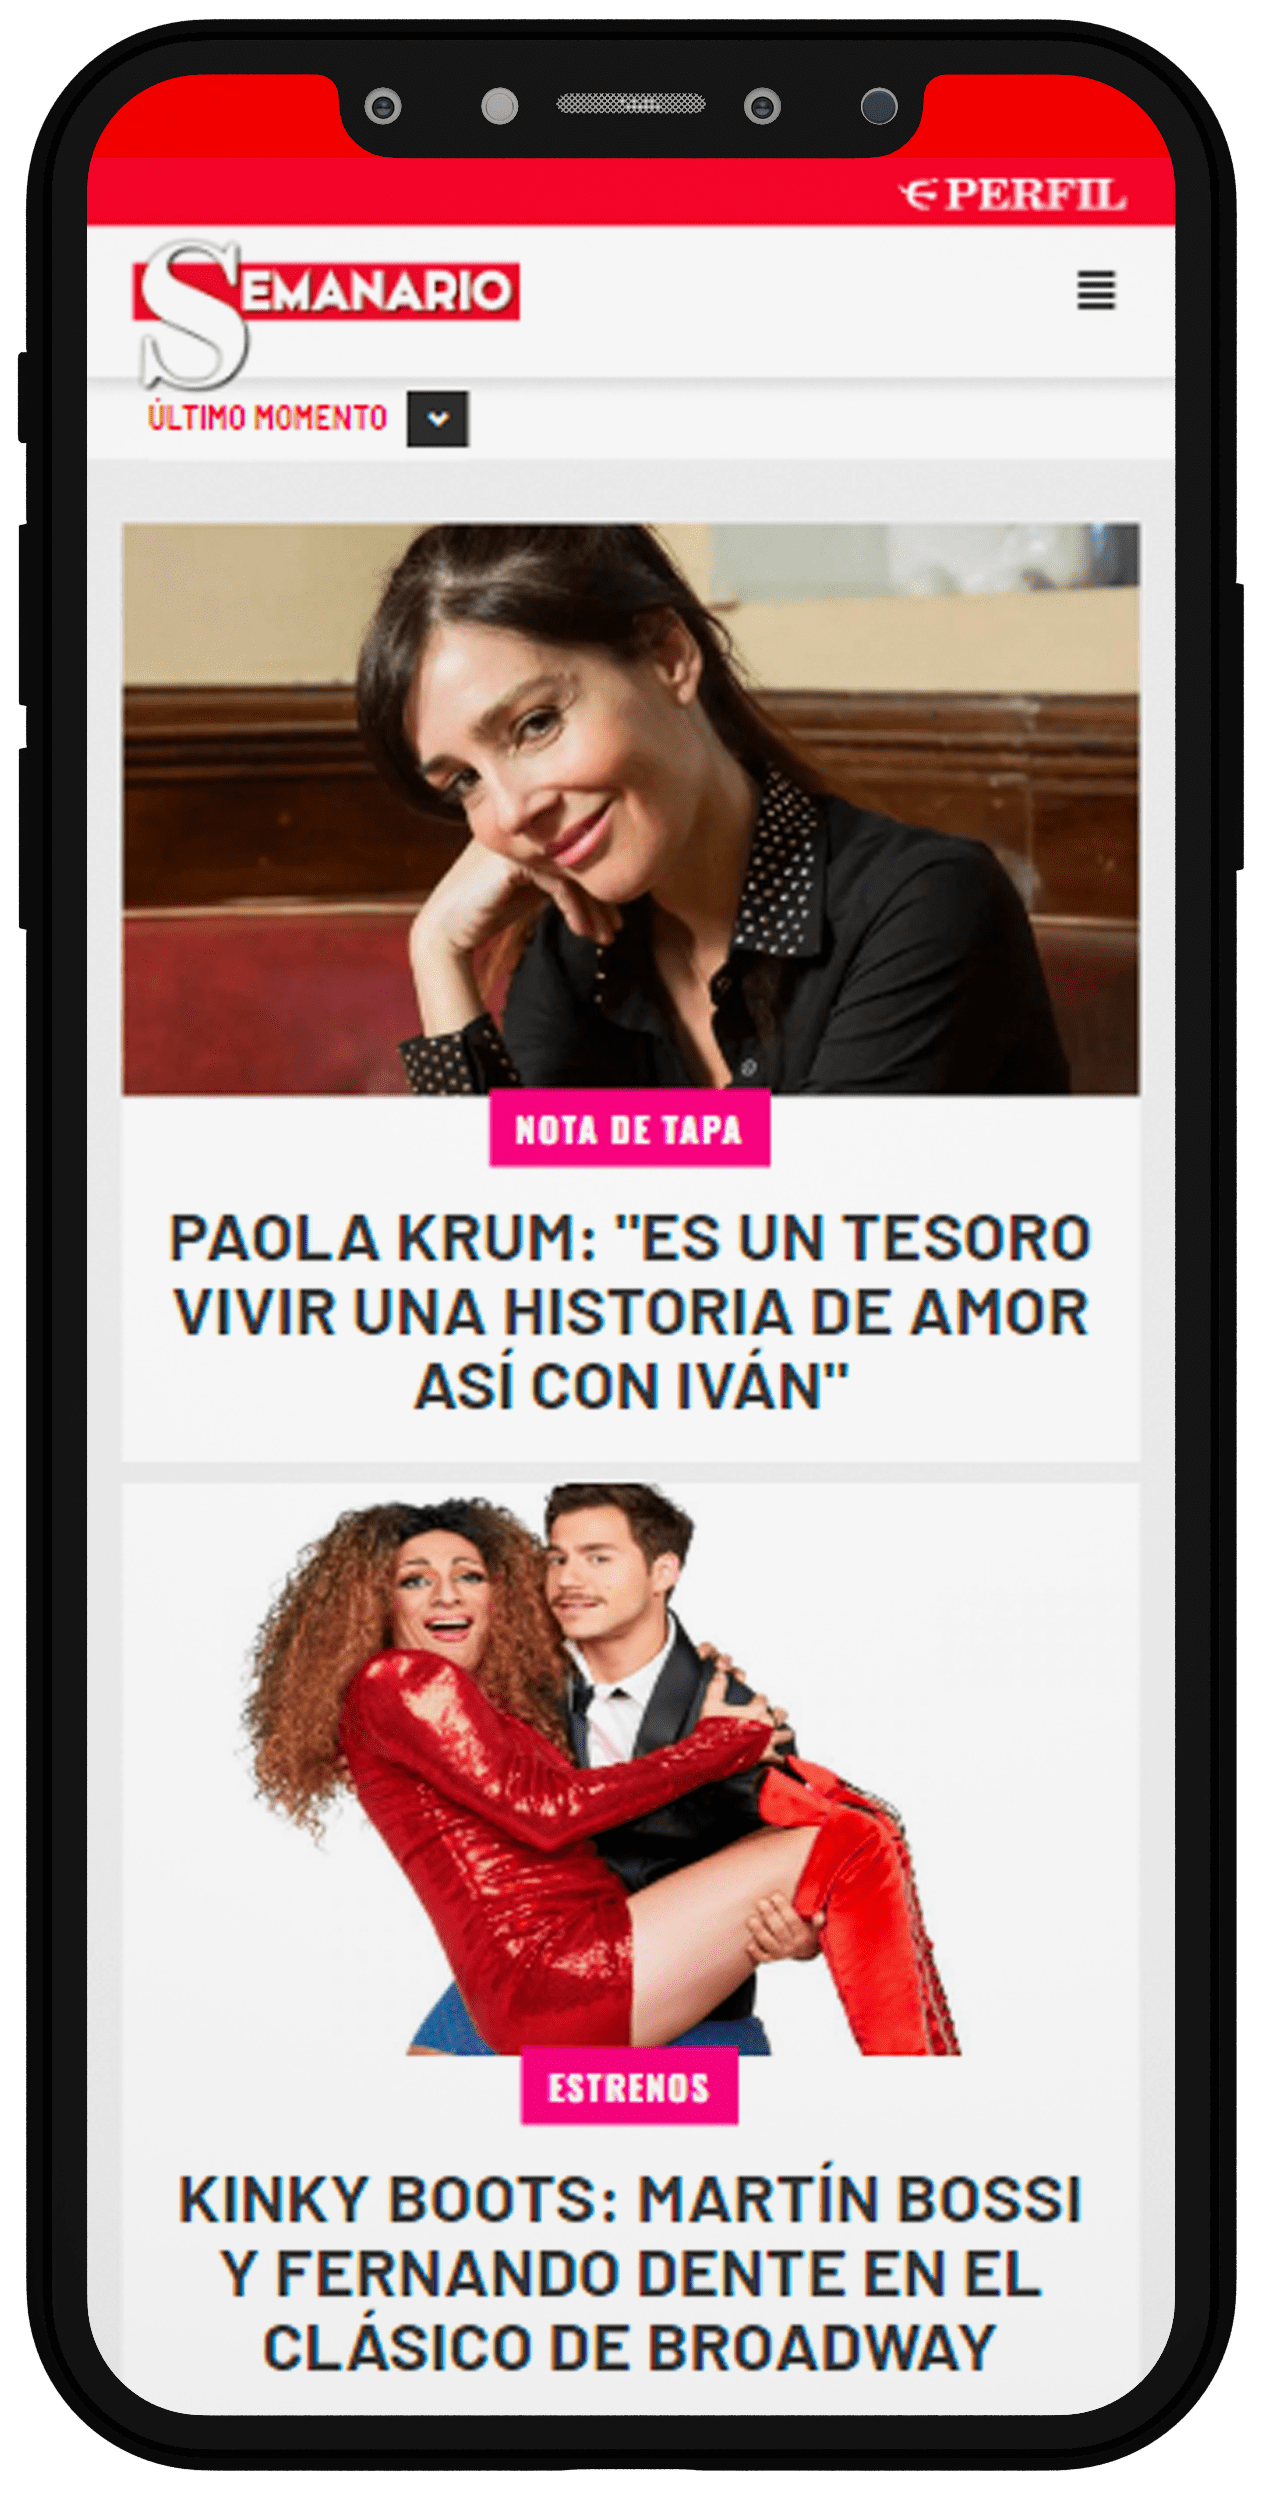 PERFIL
SEMANARIO
ÚLTIMO MOMENTO
NOTA DE TAPA
PAOLA KRUM: "ES UN TESORO
VIVIR UNA HISTORIA DE AMOR
ASÍ CON IVÁN"
ESTRENOS
KINKY BOOTS: MARTÍN BOSSI
Y FERNANDO DENTE EN EL
CLÁSICO DE BROADWAY